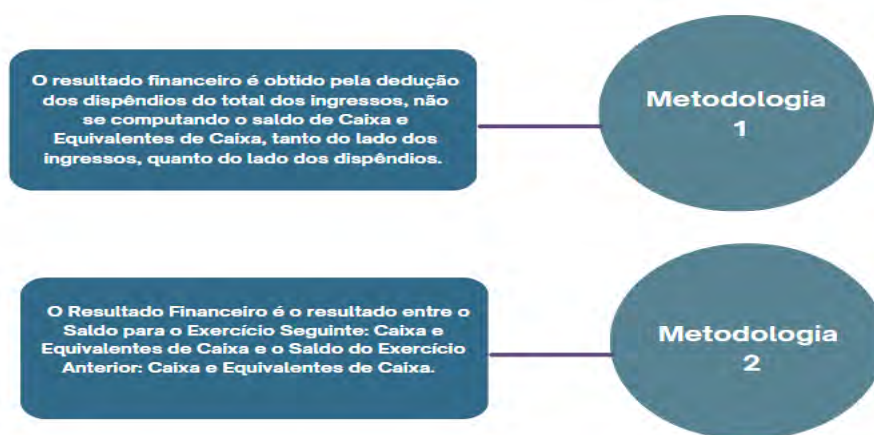 O resultado financeiro é obtido pela dedução
dos dispêndios do total dos ingressos, não
se computando o saldo de Caixa e
Equivalentes de Caixa, tanto do lado dos
ingressos, quanto do lado dos dispêndios.
Metodologia
1
O Resultado Financeiro é o resultado entre o
Saldo para o Exercício Seguinte: Caixa e
Equivalentes de Caixa e o Saldo do Exercício
Anterior: Caixa e Equivalentes de Caixa.
Metodologia
2